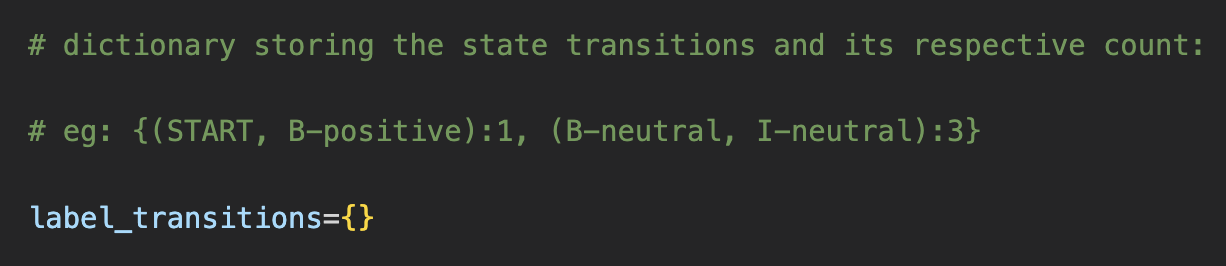 # dictionary storing the state transitions and its respective count:
# eg: {(START, B-positive):1, (B-neutral, I-neutral):3}
label_transitions={}